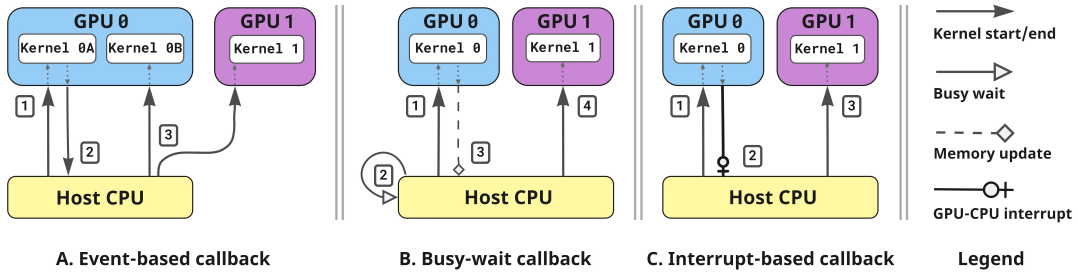 GPU 0
Kernel 0A
Kernel 0B
1
2
3
GPU 1
Kernel 1
Host CPU
A. Event-based callback
GPU 0
Kernel 0
GPU 1
Kernel 1
1
2
3
4
Host CPU
B. Busy-wait callback
GPU 0
Kernel 0
GPU 1
Kernel 1
1
2
3
Host CPU
C. Interrupt-based callback
Kernel start/end
Busy wait
Memory update
GPU-CPU interrupt
Legend